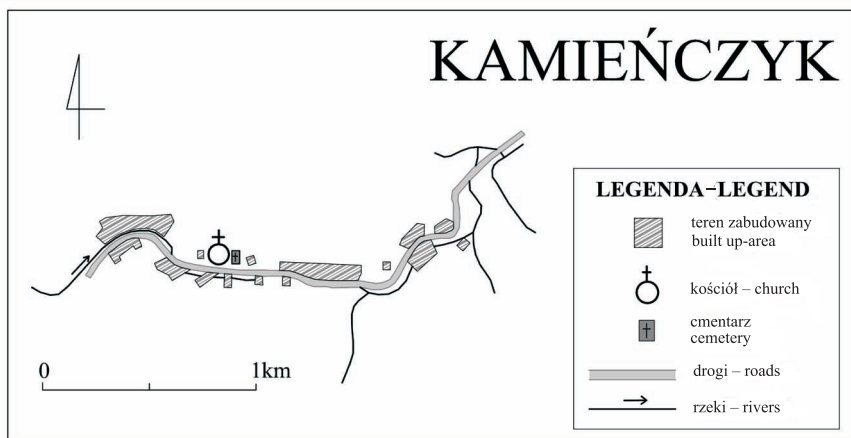 KAMIEŃCZYK
LEGENDA–LEGEND
teren zabudowany
built up-area
kościół – church
cmentarz
cemetery
drogi – roads
rzeki – rivers
0 1km